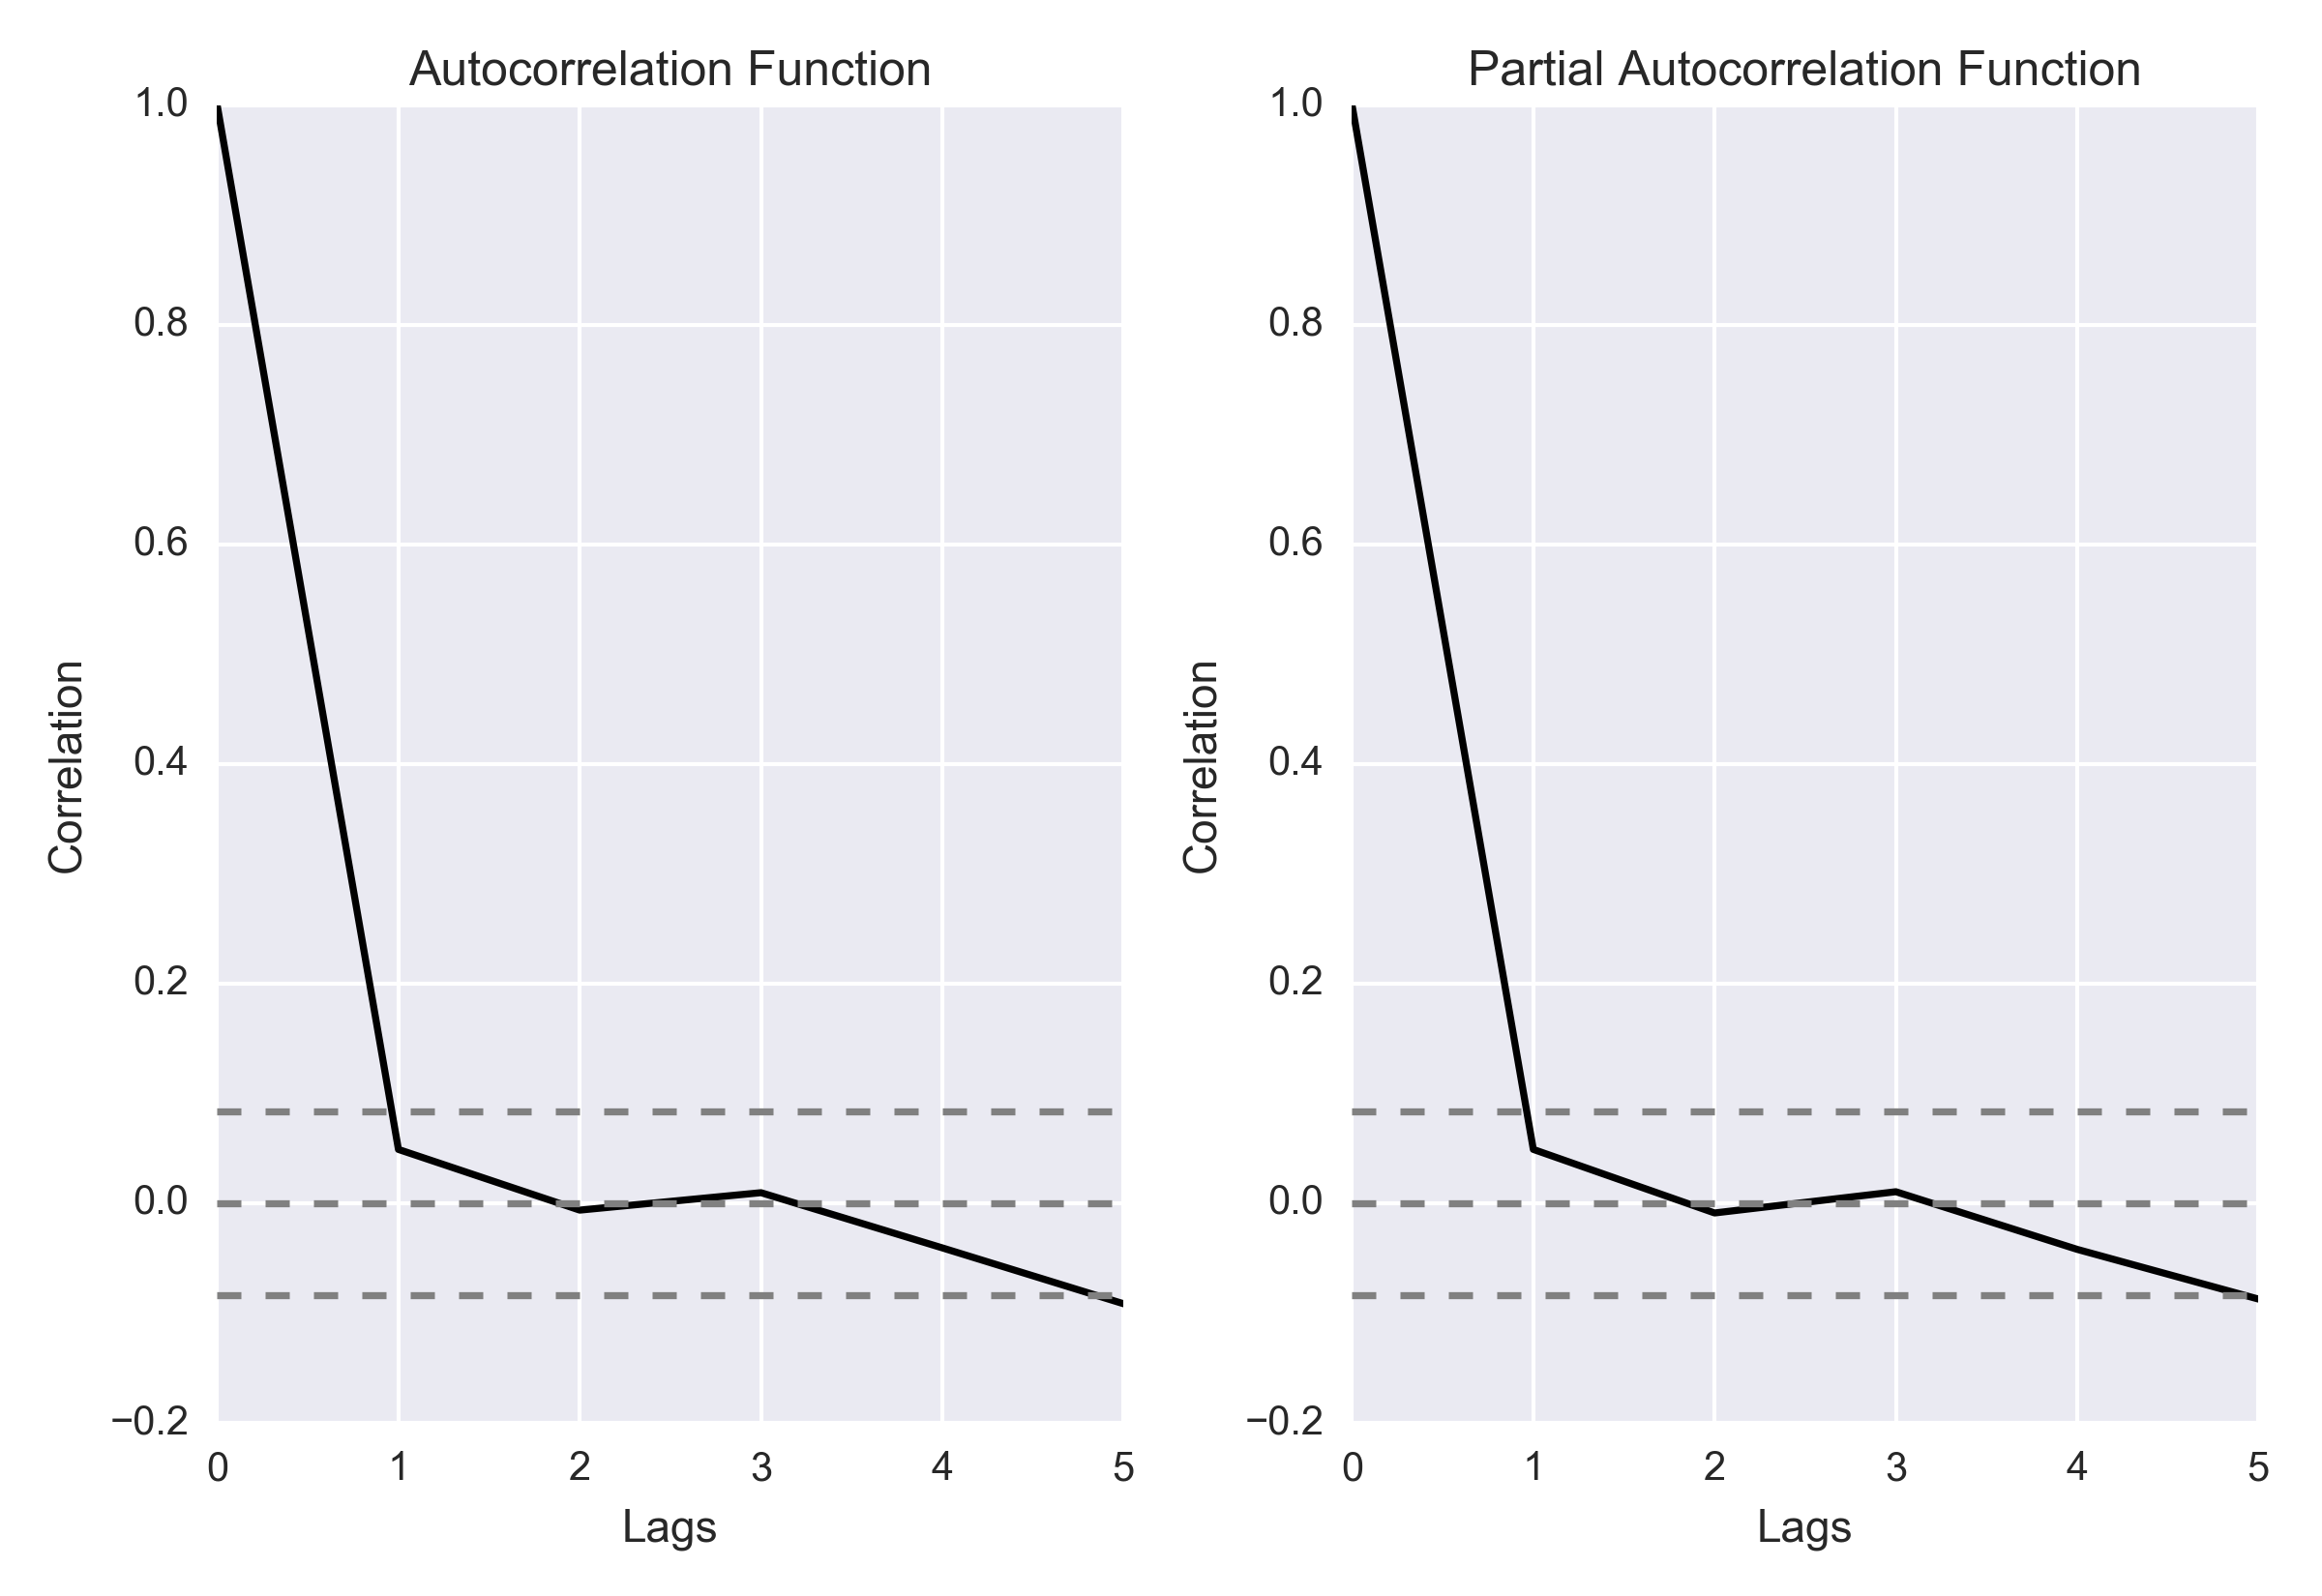 Autocorrelation Function
1.0
0.8
0.6
0.4
0.2
0.0
−0.2
Correlation
0 1 2 3 4 5
Lags
Partial Autocorrelation Function
1.0
0.8
0.6
0.4
0.2
0.0
−0.2
Correlation
0 1 2 3 4 5
Lags